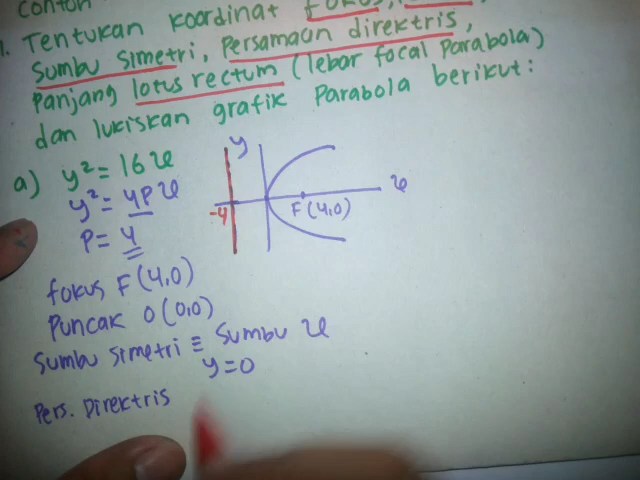 Contoh
1. Tentukan koordinat fokus,
Sumbu simetri, Persamaan direktris,
Panjang lotus rectum (lebar focal Parabola)
dan lukiskan grafik Parabola berikut:
a) y² = 16x
y² = 4Px
P = 4
y
x
-4
F(4,0)
fokus F(4,0)
Puncak O(0,0)
Sumbu simetri ≡ Sumbu x
y=0
Pers. Direktris